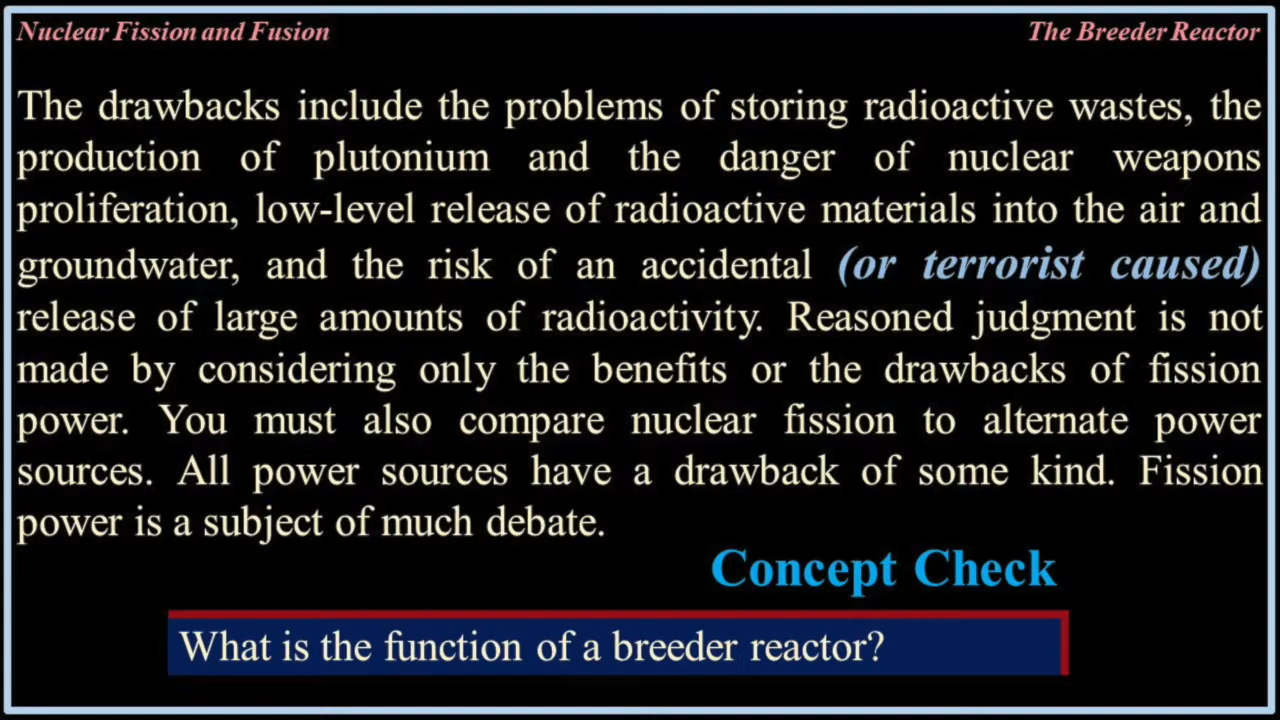 Nuclear Fission and Fusion
The Breeder Reactor
The drawbacks include the problems of storing radioactive wastes, the
production of plutonium and the danger of nuclear weapons
proliferation, low-level release of radioactive materials into the air and
groundwater, and the risk of an accidental (or terrorist caused)
release of large amounts of radioactivity. Reasoned judgment is not
made by considering only the benefits or the drawbacks of fission
power. You must also compare nuclear fission to alternate power
sources. All power sources have a drawback of some kind. Fission
power is a subject of much debate.
Concept Check
What is the function of a breeder reactor?